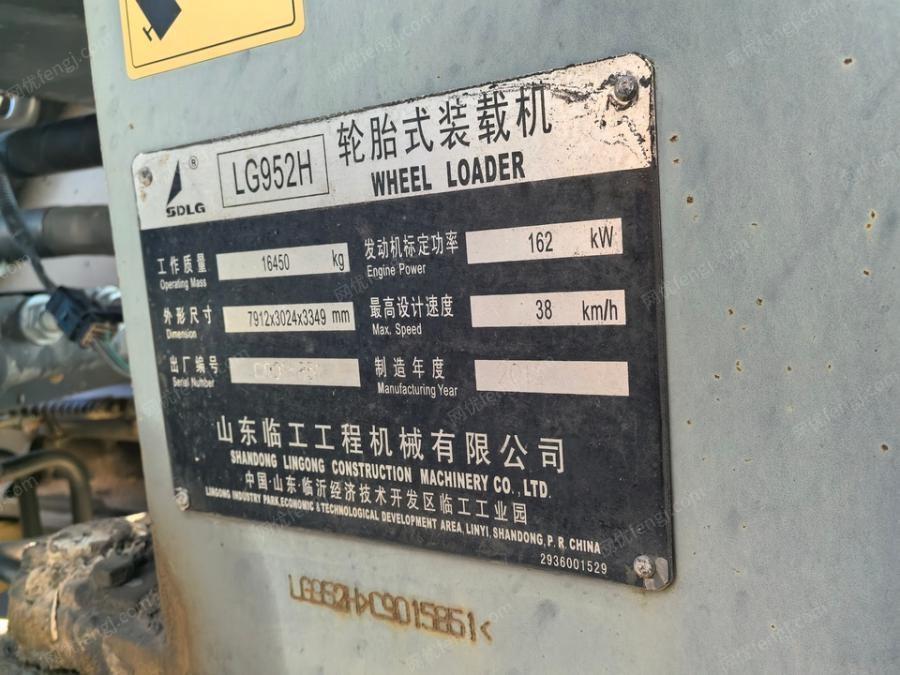 H
SDLG
®
LG952H
轮胎式装载机
WHEEL LOADER
工作质量 16450 kg
Operating Mass
发动机标定功率 162 kW
Engine Power
外形尺寸 7912x3024x3349 mm
Dimension
最高设计速度 38 km/h
Max. Speed
出厂编号
Serial Number
制造年度
Manufacturing Year
山东临工工程机械有限公司
SHANDONG LINGONG CONSTRUCTION MACHINERY CO.,LTD.
中国·山东·临沂经济技术开发区临工工业园
LINGONG INDUSTRY PARK,ECONOMIC & TECHNOLOGICAL DEVELOPMENT AREA, LINYI, SHANDONG, P. R. CHINA
2936001529
LG952H>C9015851<